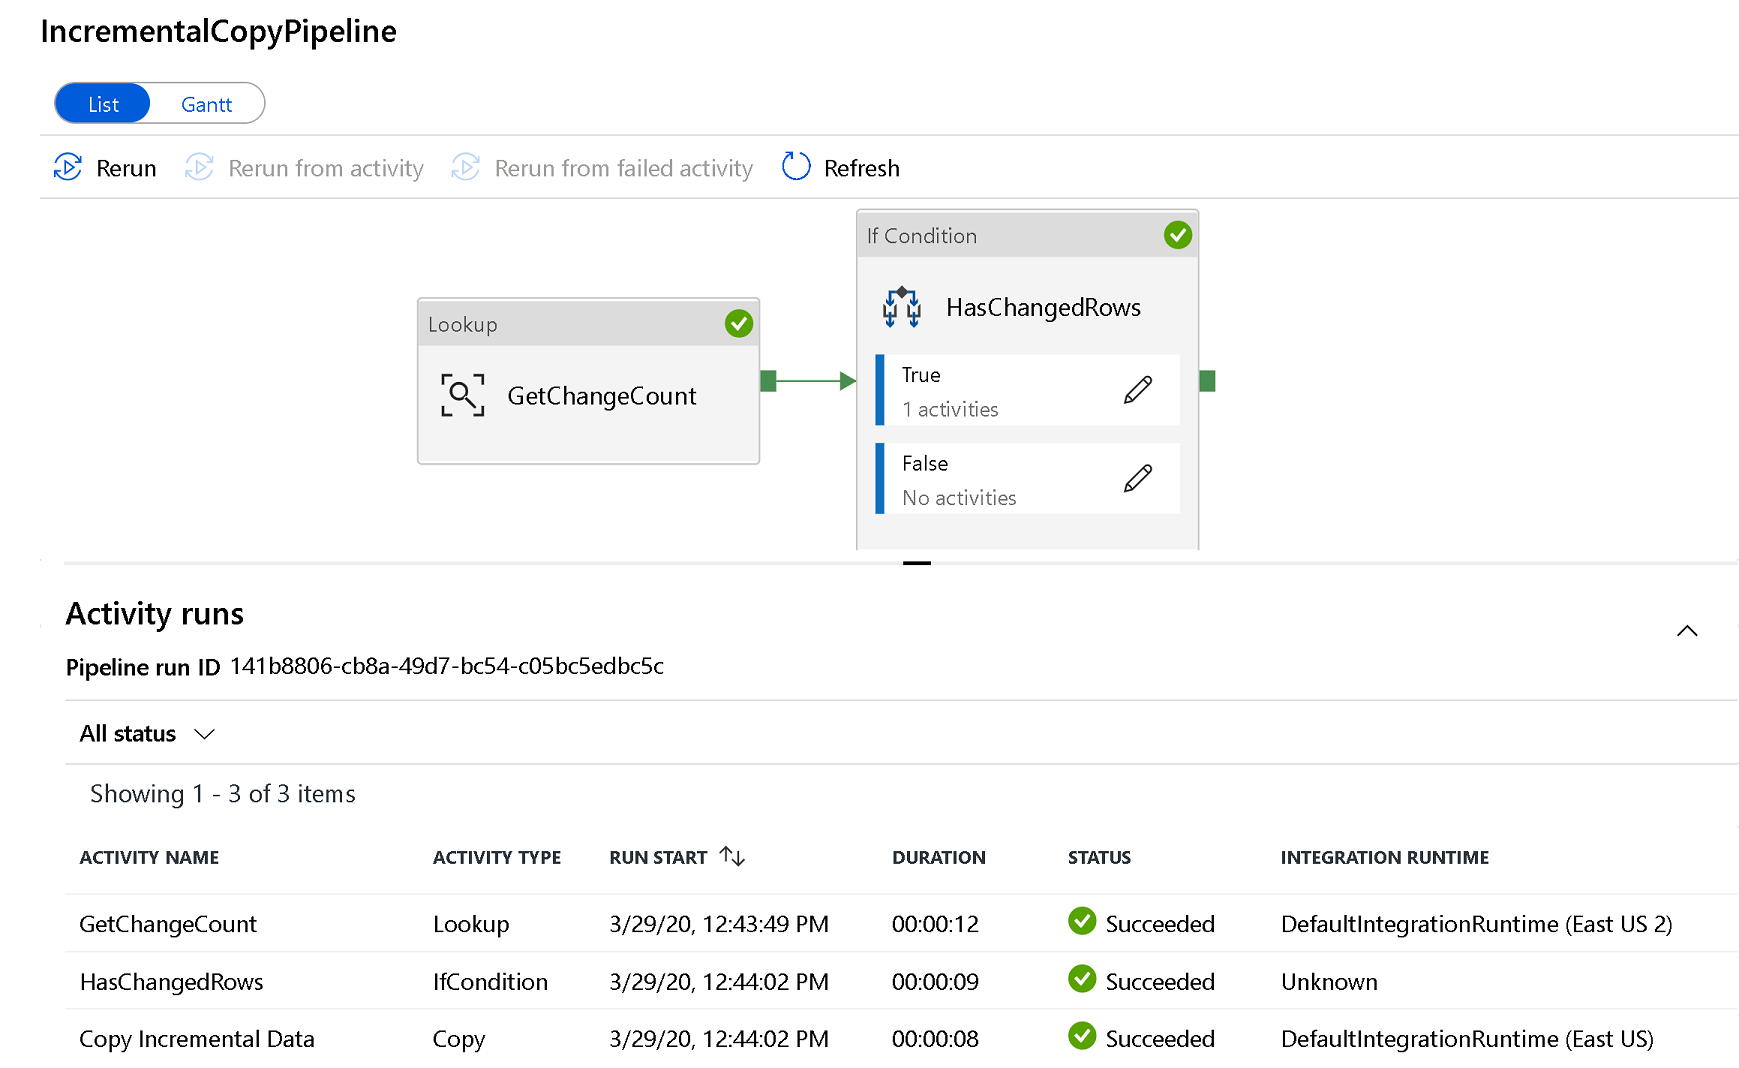 IncrementalCopyPipeline
List Gantt
Rerun Rerun from activity Rerun from failed activity Refresh
If Condition
HasChangedRows
Lookup
GetChangeCount
True
1 activities
False
No activities
Activity runs
Pipeline run ID 141b8806-cb8a-49d7-bc54-c05bc5edbc5c
All status
Showing 1 - 3 of 3 items
ACTIVITY NAME ACTIVITY TYPE RUN START DURATION STATUS INTEGRATION RUNTIME
GetChangeCount Lookup 3/29/20, 12:43:49 PM 00:00:12 Succeeded DefaultIntegrationRuntime (East US 2)
HasChangedRows IfCondition 3/29/20, 12:44:02 PM 00:00:09 Succeeded Unknown
Copy Incremental Data Copy 3/29/20, 12:44:02 PM 00:00:08 Succeeded DefaultIntegrationRuntime (East US)